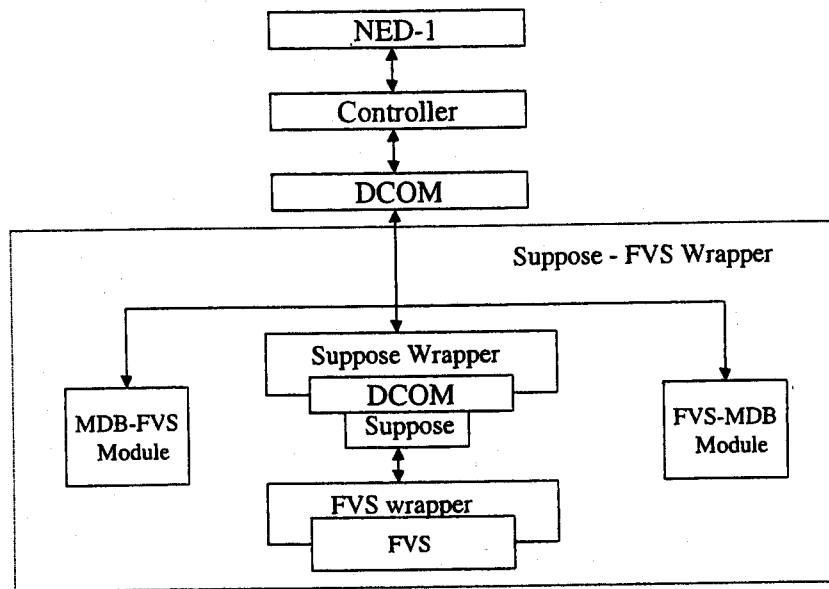 NED-1
Controller
DCOM
Suppose - FVS Wrapper
Suppose Wrapper
DCOM
Suppose
MDB-FVS
Module
FVS-MDB
Module
FVS wrapper
FVS